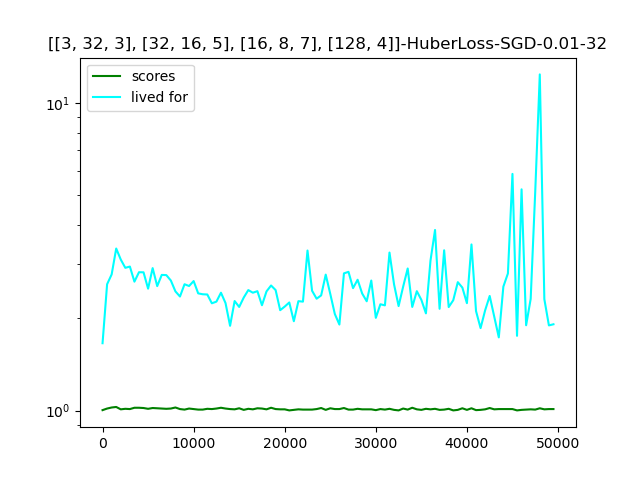 [[3, 32, 3], [32, 16, 5], [16, 8, 7], [128, 4]]-HuberLoss-SGD-0.01-32
scores
lived for
10¹
10⁰
0 10000 20000 30000 40000 50000